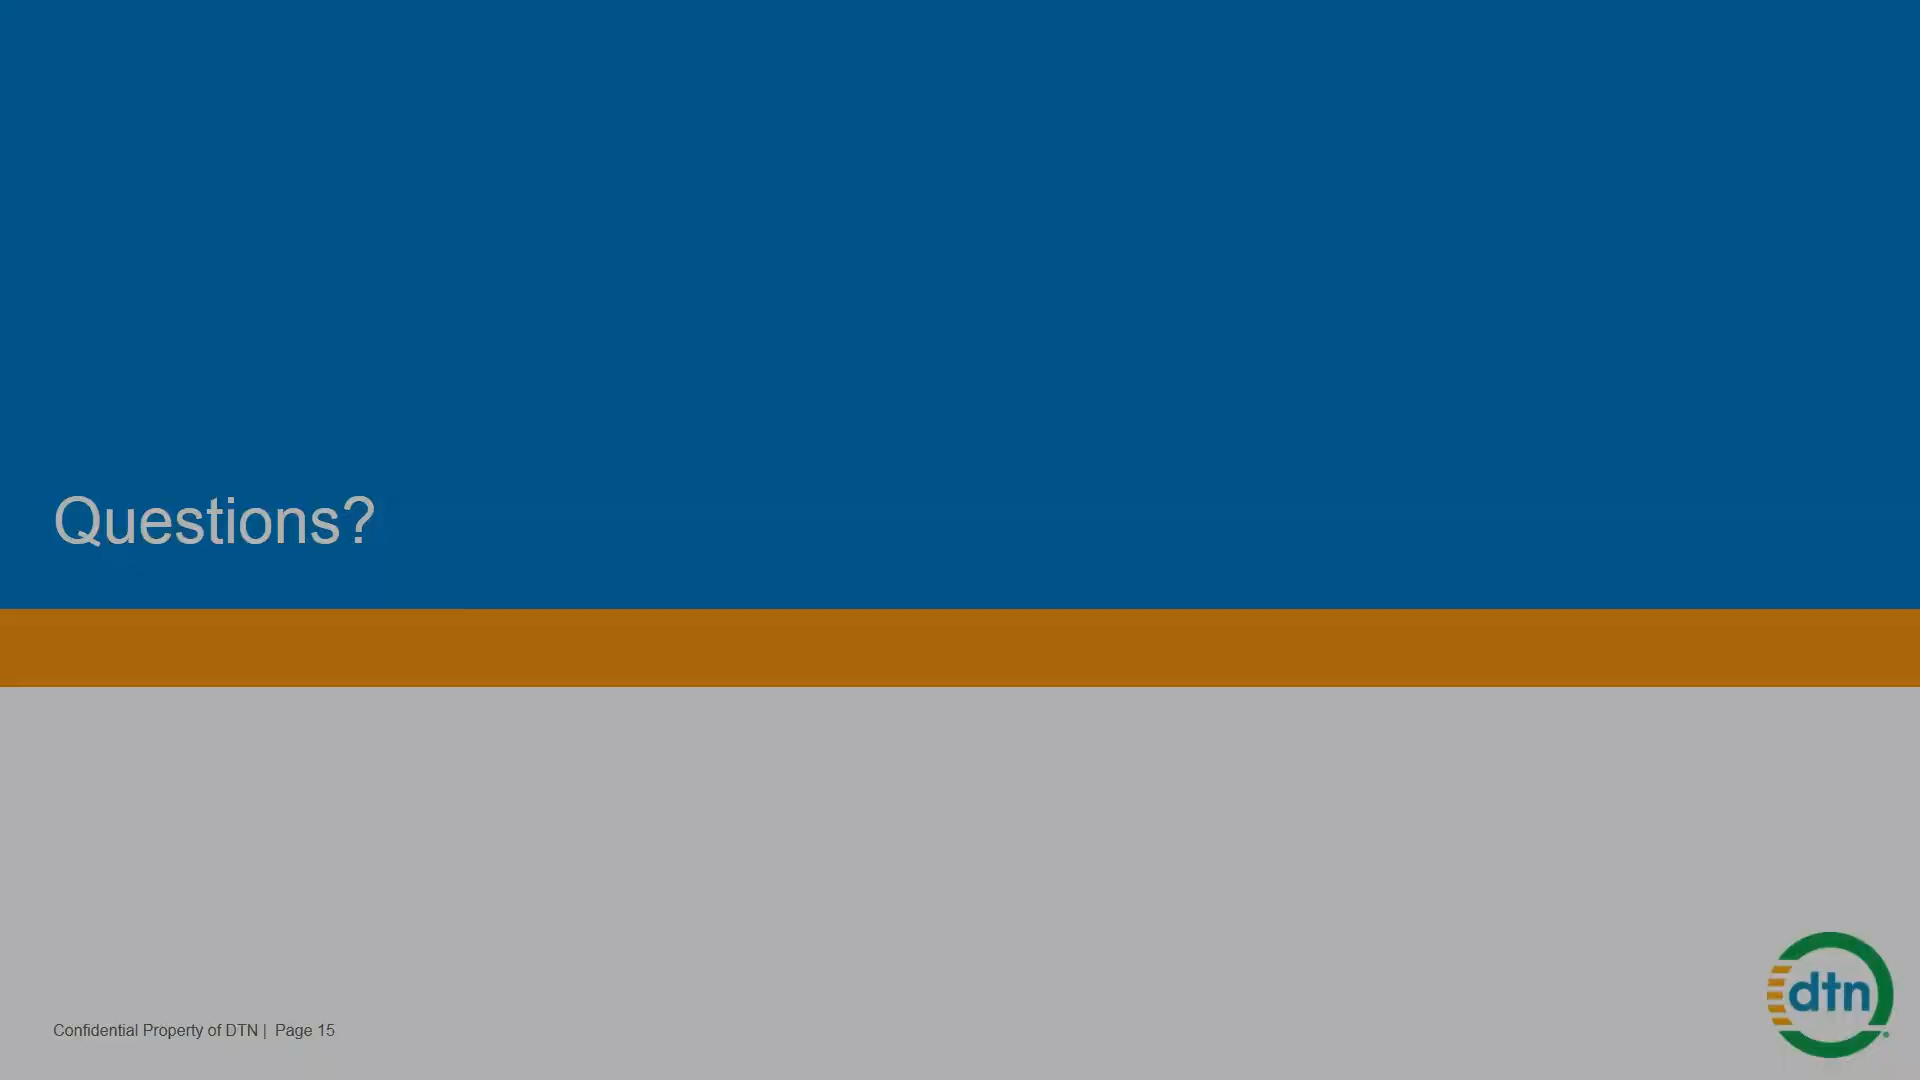 Questions?
Confidential Property of DTN | Page 15
dtn